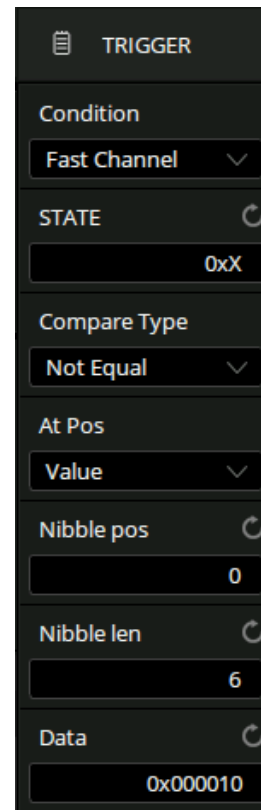 TRIGGER
Condition
Fast Channel
STATE
0xX
Compare Type
Not Equal
At Pos
Value
Nibble pos
0
Nibble len
6
Data
0x000010